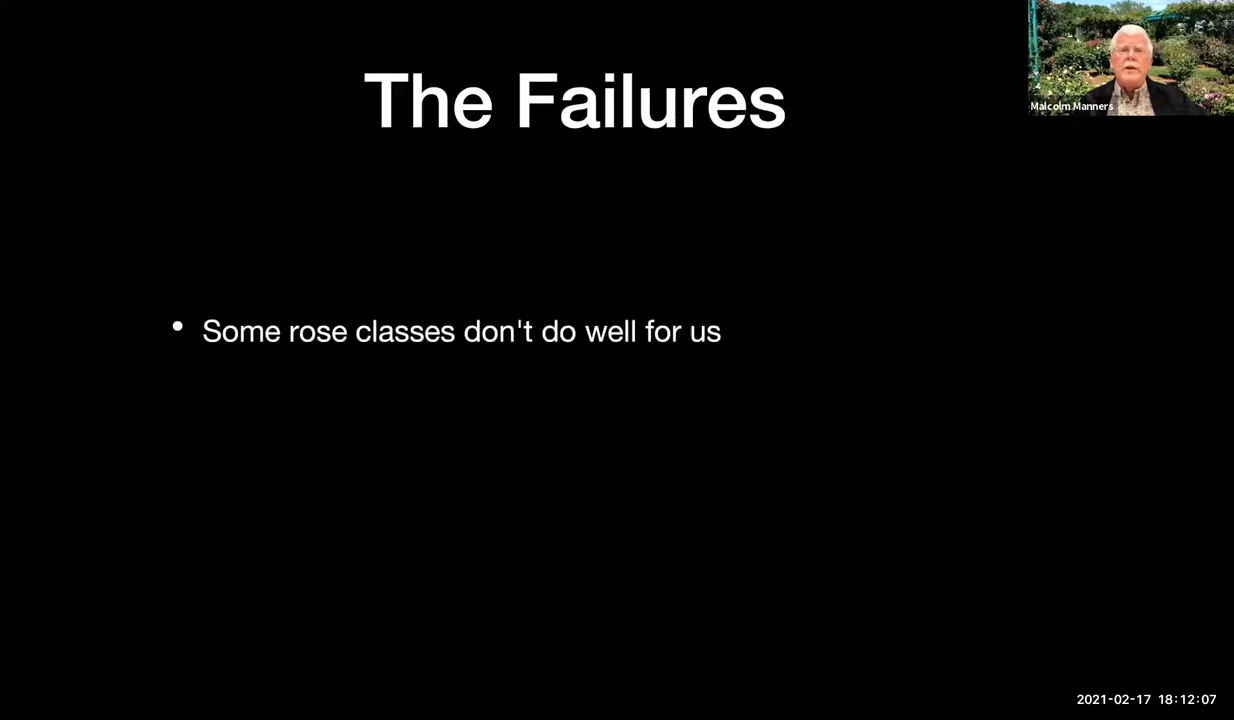 The Failures
Malcolm Manners
• Some rose classes don't do well for us
2021-02-17 18:12:07